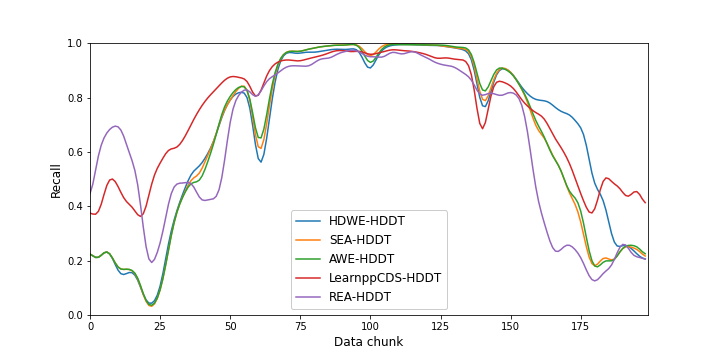 1.0
0.8
0.6
0.4
0.2
0.0
Recall
0 25 50 75 100 125 150 175
Data chunk
HDWE-HDDT
SEA-HDDT
AWE-HDDT
LearnppCDS-HDDT
REA-HDDT